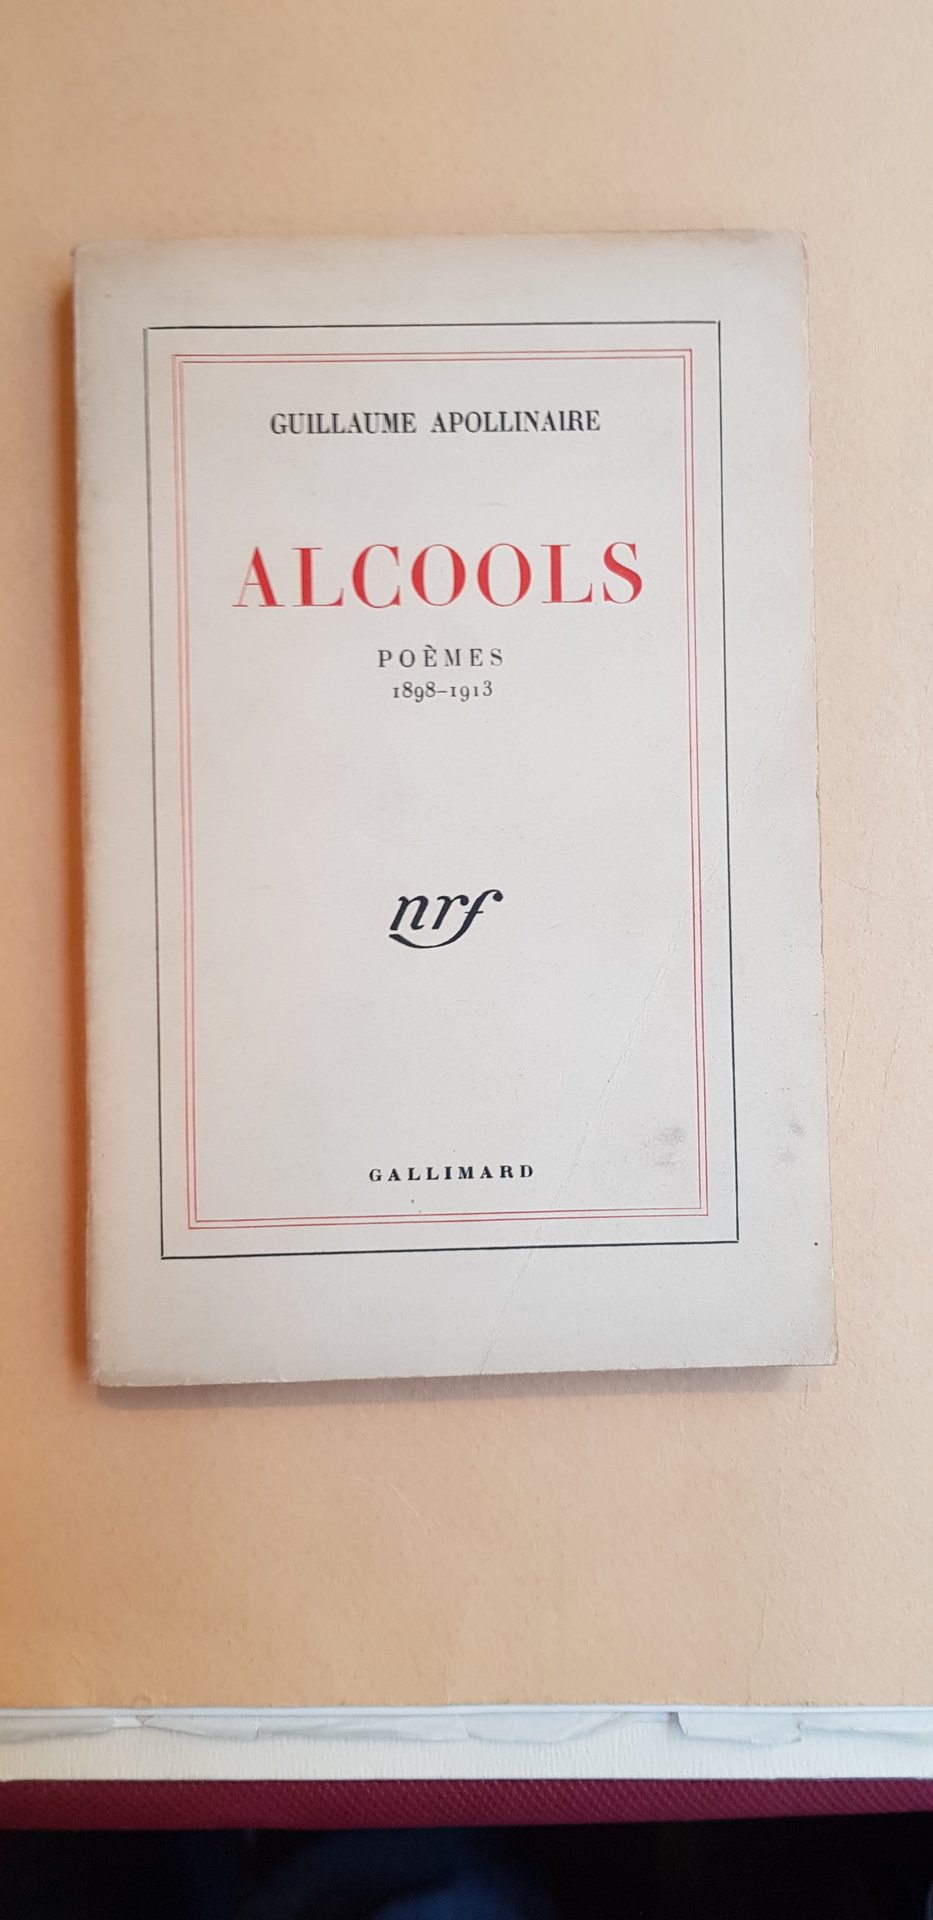 GUILLAUME APOLLINAIRE
ALCOOLS
POÈMES
1898–1913
nrf
GALLIMARD